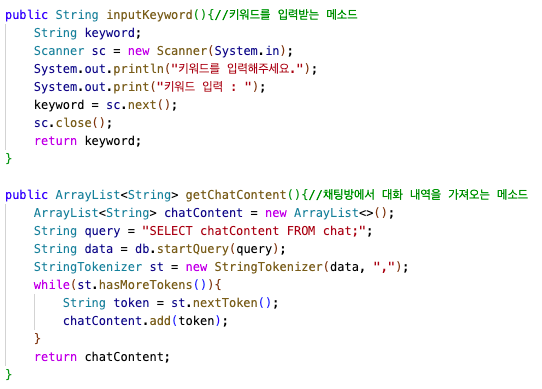 public String inputKeyword(){//키워드를 입력받는 메소드
    String keyword;
    Scanner sc = new Scanner(System.in);
    System.out.println("키워드를 입력해주세요.");
    System.out.print("키워드 입력 : ");
    keyword = sc.next();
    sc.close();
    return keyword;
}

public ArrayList<String> getChatContent(){//채팅방에서 대화 내역을 가져오는 메소드
    ArrayList<String> chatContent = new ArrayList<>();
    String query = "SELECT chatContent FROM chat;";
    String data = db.startQuery(query);
    StringTokenizer st = new StringTokenizer(data, ",");
    while(st.hasMoreTokens()){
        String token = st.nextToken();
        chatContent.add(token);
    }
    return chatContent;
}